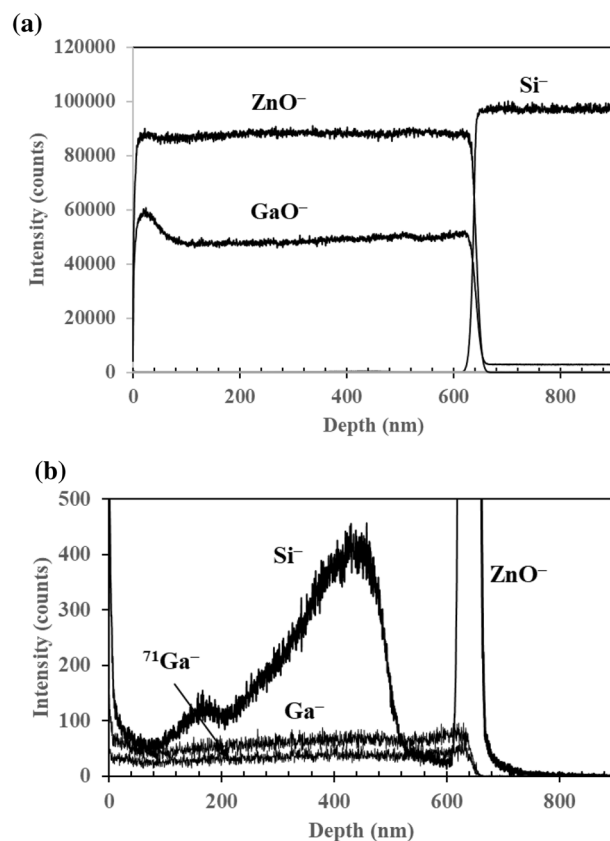 (a)
120000
100000
80000
60000
40000
20000
0
Intensity (counts)
ZnO⁻
GaO⁻
Si⁻
0 200 400 600 800
Depth (nm)
(b)
500
400
300
200
100
0
Intensity (counts)
Si⁻
⁷¹Ga⁻
Ga⁻
ZnO⁻
0 200 400 600 800
Depth (nm)